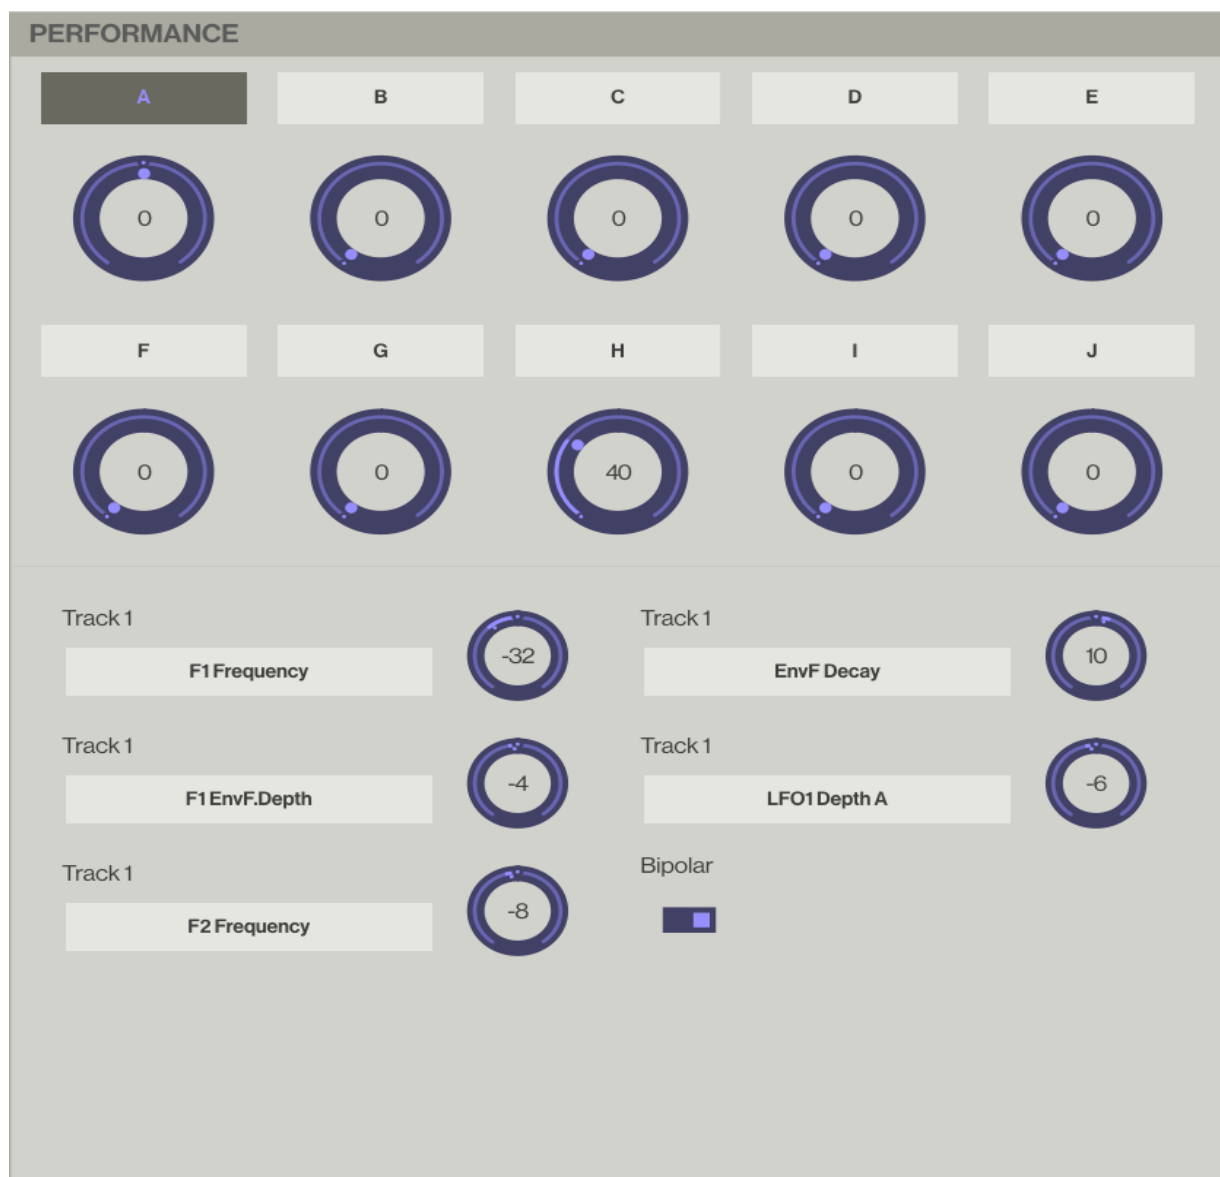 PERFORMANCE
A B C D E
0 0 0 0 0
F G H I J
0 0 40 0 0
Track 1 Track 1
F1 Frequency -32 EnvF Decay 10
Track 1 Track 1
F1 EnvF.Depth -4 LFO1 Depth A -6
Track 1 Bipolar
F2 Frequency -8